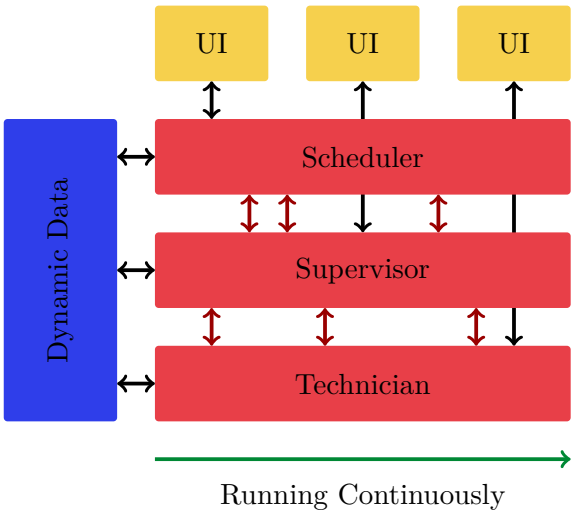 UI
UI
UI
Scheduler
Dynamic Data
Supervisor
Technician
Running Continuously